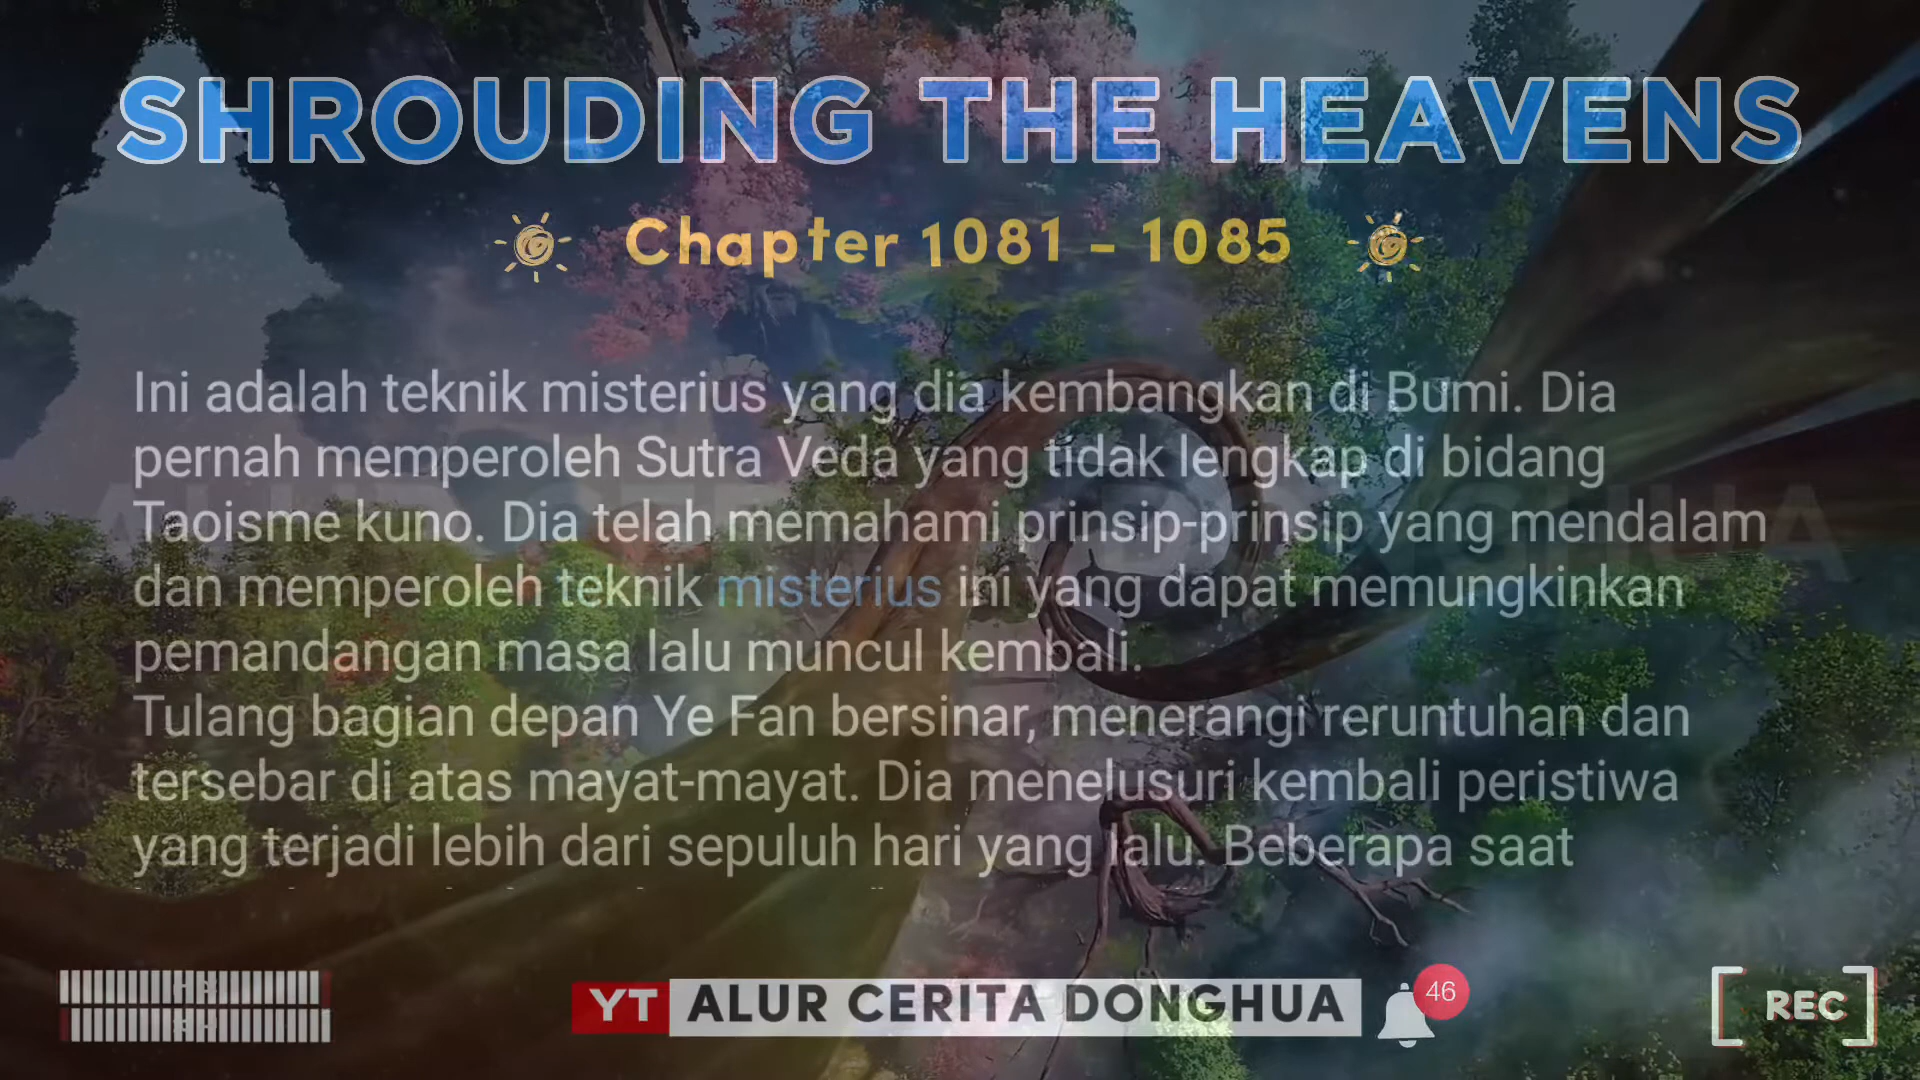 SHROUDING THE HEAVENS
Chapter 1081 - 1085
Ini adalah teknik misterius yang dia kembangkan di Bumi. Dia
pernah memperoleh Sutra Veda yang tidak lengkap di bidang
Taoisme kuno. Dia telah memahami prinsip-prinsip yang mendalam
dan memperoleh teknik misterius ini yang dapat memungkinkan
pemandangan masa lalu muncul kembali.
Tulang bagian depan Ye Fan bersinar, menerangi reruntuhan dan
tersebar di atas mayat-mayat. Dia menelusuri kembali peristiwa
yang terjadi lebih dari sepuluh hari yang lalu. Beberapa saat
YT ALUR CERITA DONGHUA
46
REC